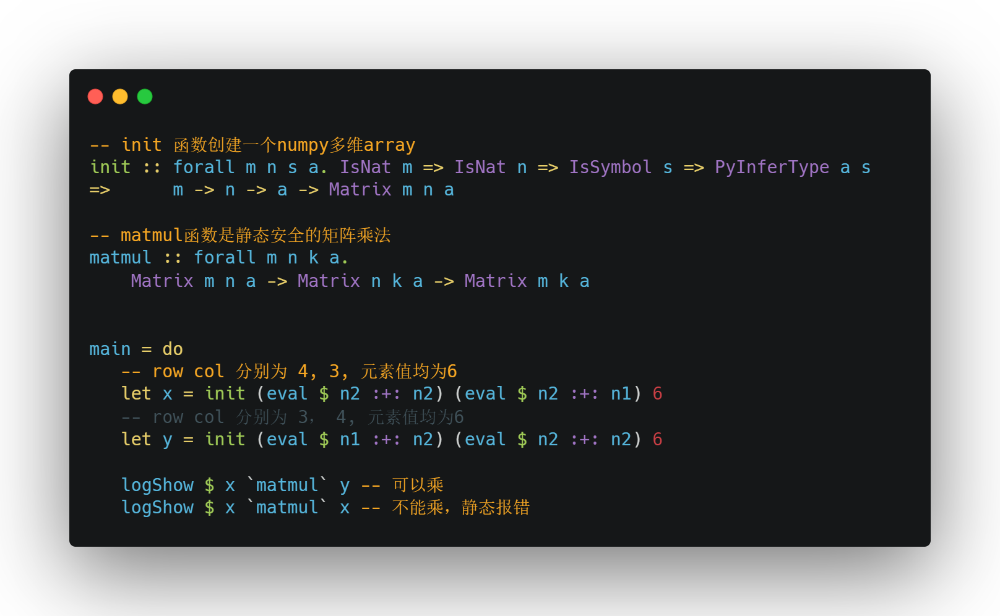 -- init 函数创建一个numpy多维array
init :: forall m n s a. IsNat m => IsNat n => IsSymbol s => PyInferType a s
=>      m -> n -> a -> Matrix m n a
-- matmul函数是静态安全的矩阵乘法
matmul :: forall m n k a.
    Matrix m n a -> Matrix n k a -> Matrix m k a
main = do
   -- row col 分别为 4, 3, 元素值均为6
   let x = init (eval $ n2 :+: n2) (eval $ n2 :+: n1) 6
   -- row col 分别为 3， 4, 元素值均为6
   let y = init (eval $ n1 :+: n2) (eval $ n2 :+: n2) 6
   logShow $ x `matmul` y -- 可以乘
   logShow $ x `matmul` x -- 不能乘，静态报错